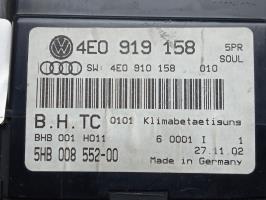 4E0 919 158 5PR
SOUL
SW: 4E0 910 158 010
B.H.TC 0101 Klimabetaetisuns
BHB 001 H011 6 0001 I 1
5HB 008 552-00 27.11.02
Made in Germany